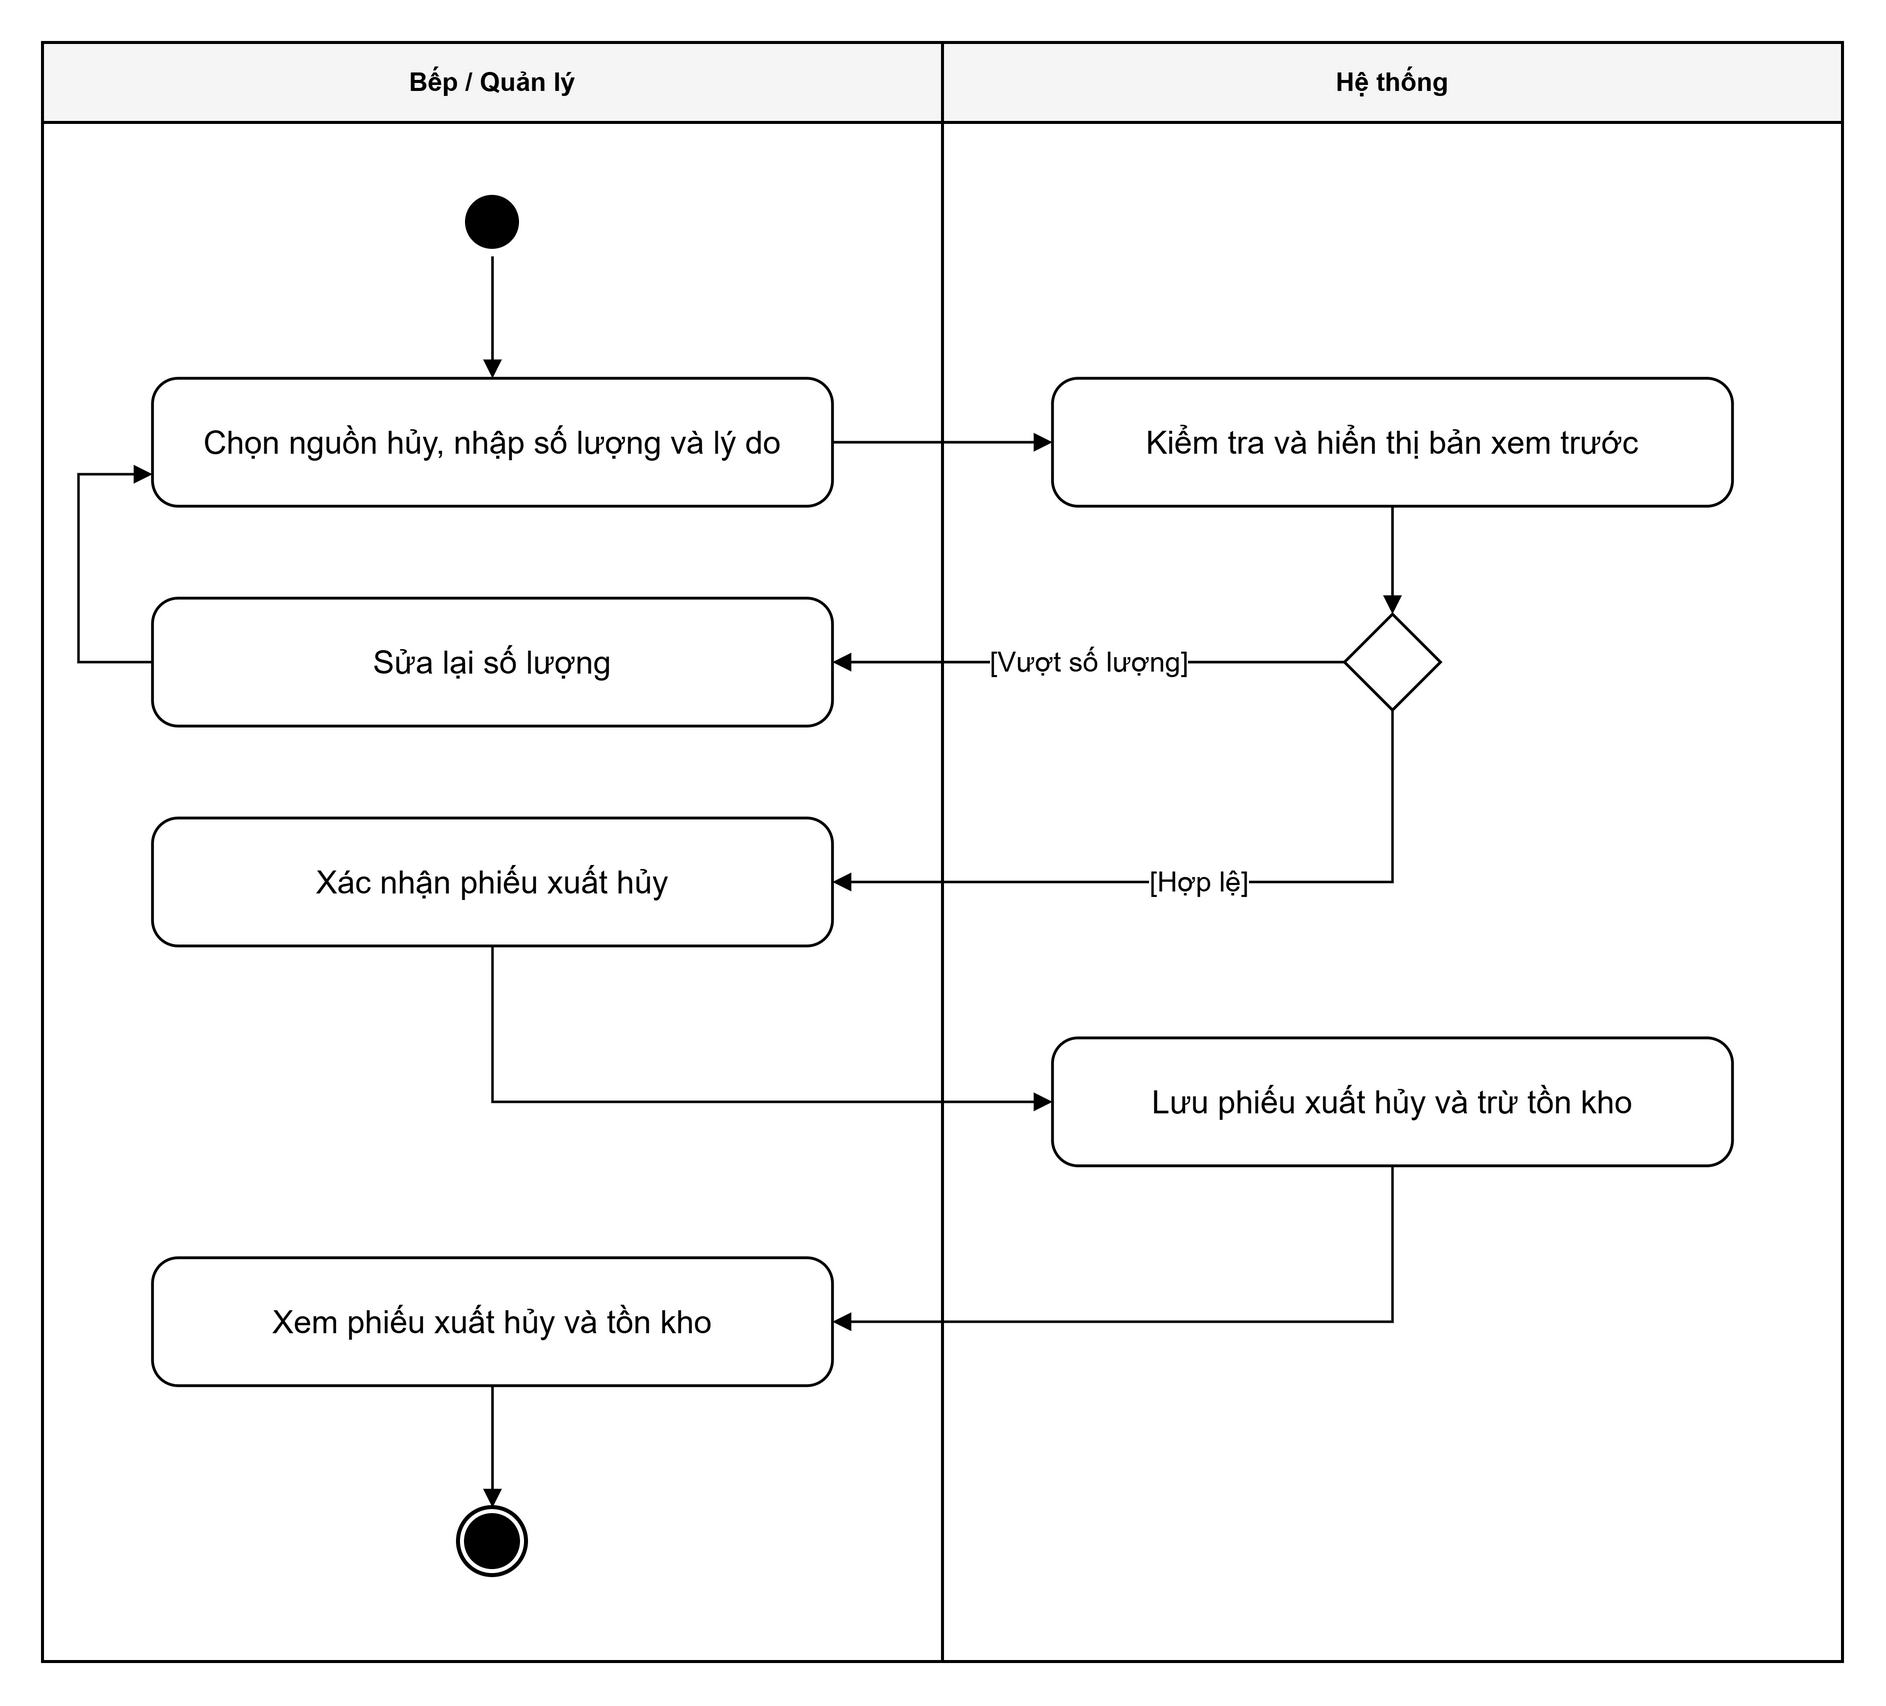 Bếp / Quản lý
Hệ thống
Chọn nguồn hủy, nhập số lượng và lý do
Kiểm tra và hiển thị bản xem trước
Sửa lại số lượng
[Vượt số lượng]
Xác nhận phiếu xuất hủy
[Hợp lệ]
Lưu phiếu xuất hủy và trừ tồn kho
Xem phiếu xuất hủy và tồn kho